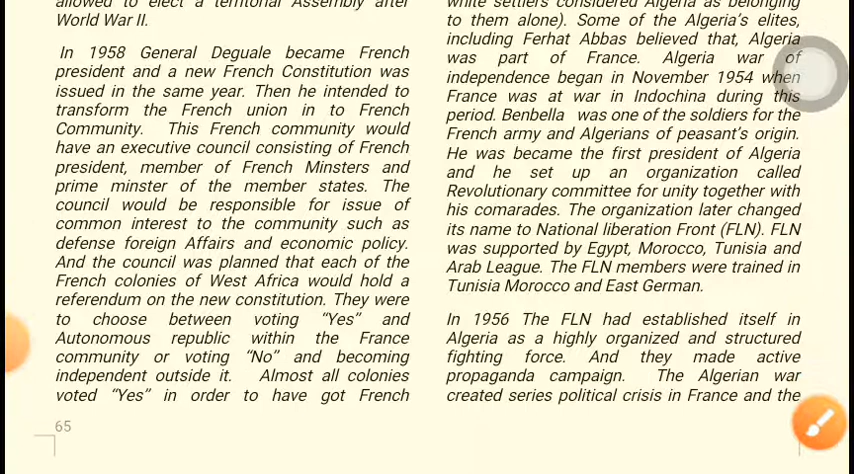 allowed to elect a territorial Assembly after
World War II.
In 1958 General Deguale became French
president and a new French Constitution was
issued in the same year. Then he intended to
transform the French union in to French
Community. This French community would
have an executive council consisting of French
president, member of French Minsters and
prime minster of the member states. The
council would be responsible for issue of
common interest to the community such as
defense foreign Affairs and economic policy.
And the council was planned that each of the
French colonies of West Africa would hold a
referendum on the new constitution. They were
to choose between voting “Yes” and
Autonomous republic within the France
community or voting “No” and becoming
independent outside it. Almost all colonies
voted “Yes” in order to have got French
65
white settlers considered Algeria as belonging
to them alone). Some of the Algeria’s elites,
including Ferhat Abbas believed that, Algeria
was part of France. Algeria war of
independence began in November 1954 when
France was at war in Indochina during this
period. Benbella was one of the soldiers for the
French army and Algerians of peasant’s origin.
He was became the first president of Algeria
and he set up an organization called
Revolutionary committee for unity together with
his comarades. The organization later changed
its name to National liberation Front (FLN). FLN
was supported by Egypt, Morocco, Tunisia and
Arab League. The FLN members were trained in
Tunisia Morocco and East German.
In 1956 The FLN had established itself in
Algeria as a highly organized and structured
fighting force. And they made active
propaganda campaign. The Algerian war
created series political crisis in France and the